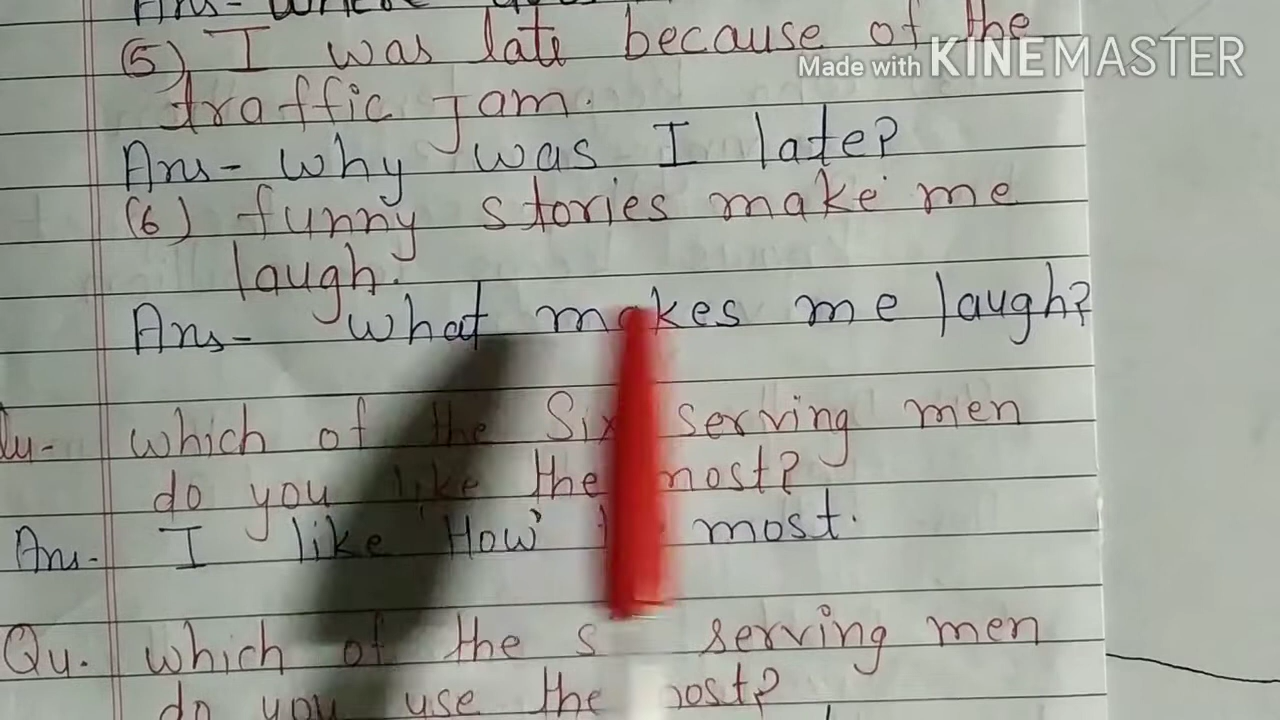 (5) I was late because of the
traffic Jam.
Ans- Why was I late?
(6) funny stories make me
laugh.
Ans- What makes me laugh?
Qu- Which of the Six serving men
do you like the most?
Ans- I like 'How' most.
Qu. Which of the serving men
do you use the most?
Made with KINEMASTER